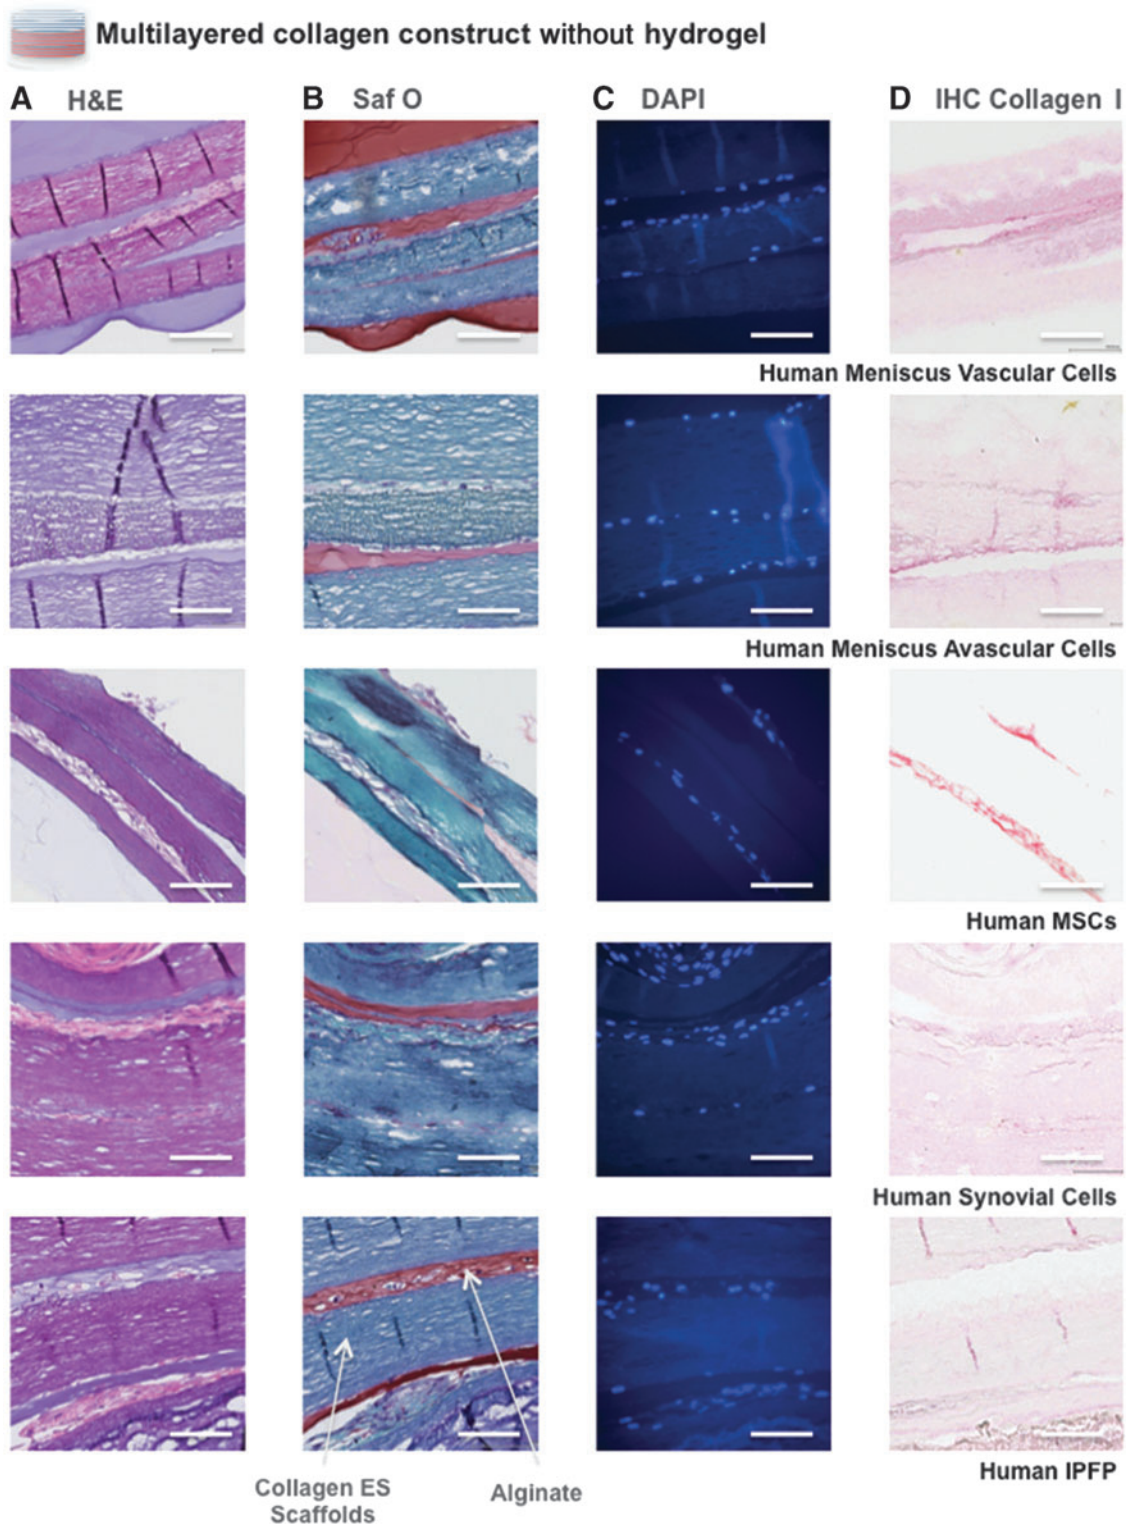 Multilayered collagen construct without hydrogel
A H&E
B Saf O
C DAPI
D IHC Collagen I
Human Meniscus Vascular Cells
Human Meniscus Avascular Cells
Human MSCs
Human Synovial Cells
Human IPFP
Collagen ES
Scaffolds
Alginate